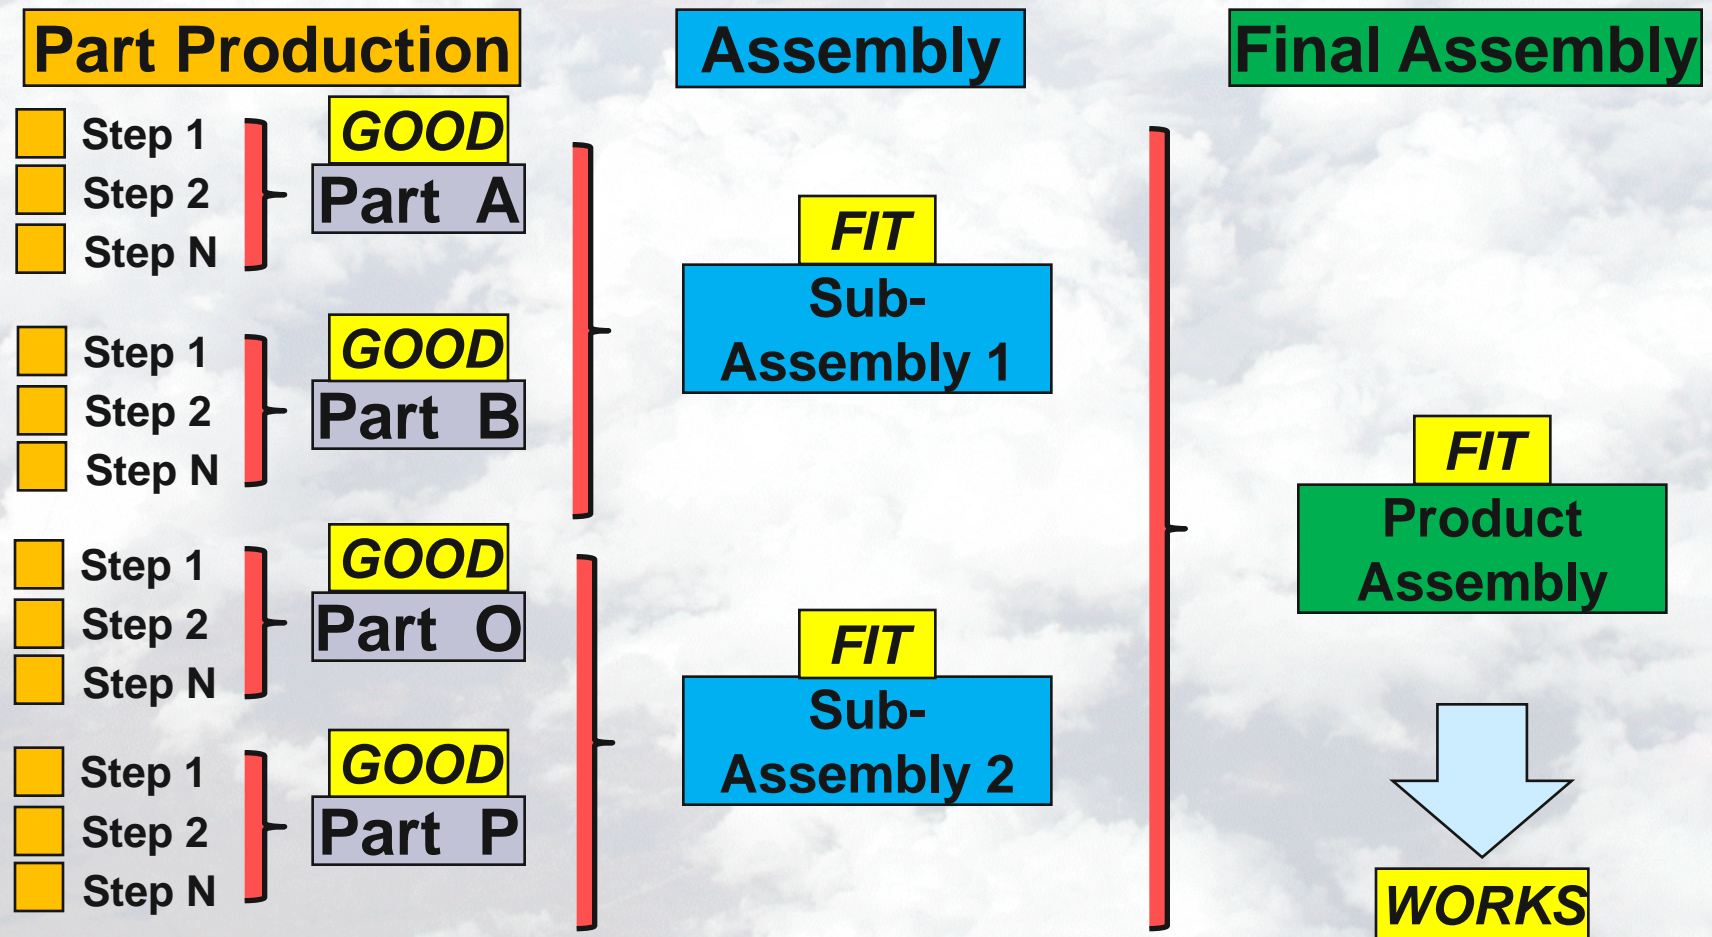 Part Production
Assembly
Final Assembly
Step 1
Step 2
Step N
GOOD
Part A
Step 1
Step 2
Step N
GOOD
Part B
Step 1
Step 2
Step N
GOOD
Part O
Step 1
Step 2
Step N
GOOD
Part P
FIT
Sub-
Assembly 1
FIT
Sub-
Assembly 2
FIT
Product
Assembly
WORKS